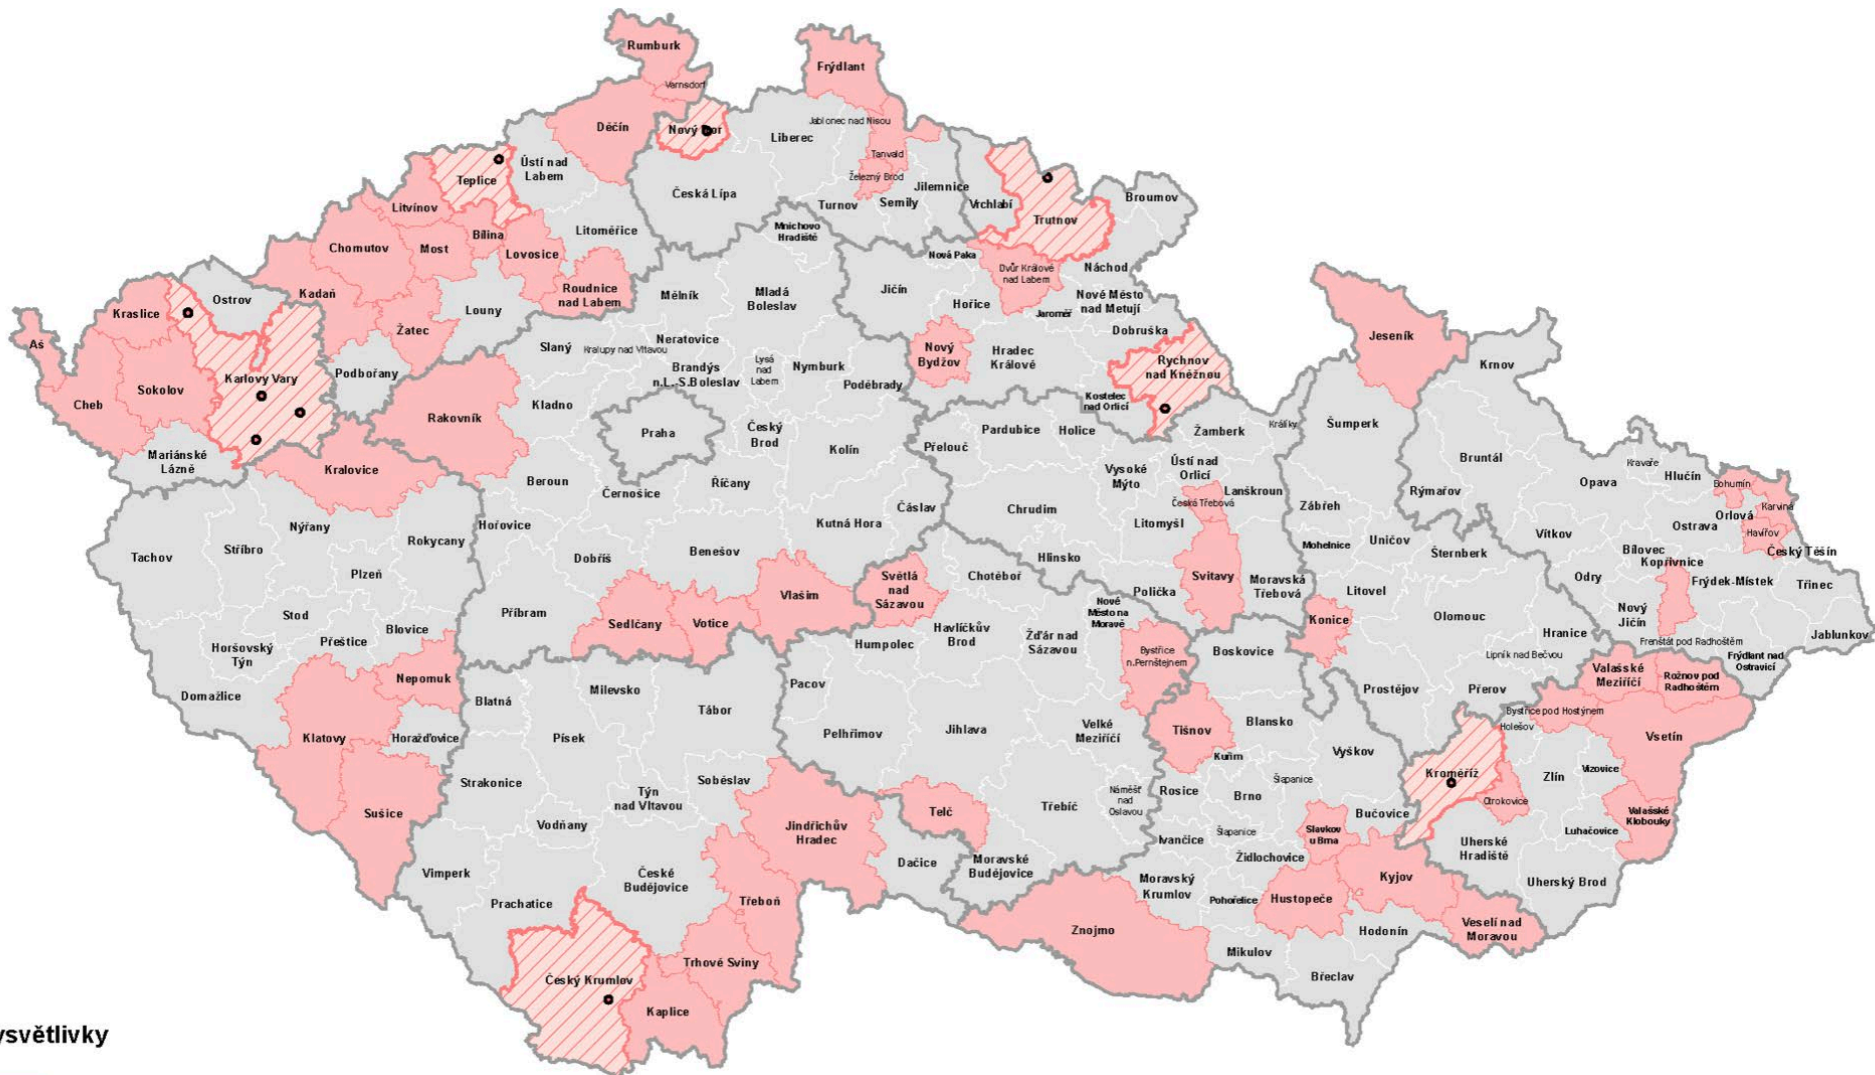 Rumburk
Varnsdorf
Frýdlant
Děčín
Nový
Jablonec nad Nisou
Liberec
Ústí nad
Labem
Teplice
Tanvald
Železný Brod
Česká Lípa
Jilemnice
Semily
Turnov
Vrchlabí
Broumov
Trutnov
Litvínov
Litoměřice
Mnichovo
Hradiště
Bílina
Chomutov
Most
Lovosice
Nová Paka
Náchod
Dvůr Králové
nad Labem
Kadaň
Ostrov
Roudnice
nad Labem
Mělník
Mladá
Boleslav
Jičín
Hořice
Nové Město
nad Metují
Jaroměř
Kraslice
Louny
Žatec
Dobruška
Jeseník
Aš
Slaný
Kralupy nad Vltavou
Neratovice
Nový
Bydžov
Hradec
Králové
Rychnov
nad Kněžnou
Krnov
Podbořany
Karlovy Vary
Sokolov
Brandýs
n.L.-S.Boleslav
Lysá
nad
Labem
Nymburk
Poděbrady
Cheb
Kladno
Rakovník
Kostelec
nad Orlicí
Praha
Český
Brod
Kolín
Pardubice
Holice
Přelouč
Žamberk
Králíky
Šumperk
Mariánské
Lázně
Kralovice
Bruntál
Kravaře
Hlučín
Opava
Bohumín
Beroun
Černošice
Říčany
Vysoké
Mýto
Ústí nad
Orlicí
Lanškroun
Česká Třebová
Rýmařov
Zábřeh
Orlová
Karviná
Čáslav
Kutná Hora
Chrudim
Litomyšl
Ostrava
Havířov
Nýřany
Hořovice
Rokycany
Stříbro
Tachov
Dobříš
Benešov
Hlinsko
Mohelnice
Uničov
Šternberk
Vítkov
Bílovec
Kopřivnice
Český Těšín
Plzeň
Světlá
nad
Sázavou
Chotěboř
Svitavy
Moravská
Třebová
Odry
Frýdek-Místek
Třinec
Polička
Litovel
Příbram
Stod
Sedlčany
Votice
Vlašim
Nové
Město na
Moravě
Konice
Olomouc
Nový
Jičín
Hranice
Jablunkov
Blovice
Přeštice
Horšovský
Týn
Humpolec
Havlíčkův
Brod
Žďár nad
Sázavou
Bystřice
n.Pernštejnem
Boskovice
Lipník nad Bečvou
Frenštát pod Radhoštěm
Frýdlant nad
Ostravicí
Nepomuk
Valašské
Meziříčí
Rožnov pod
Radhoštěm
Domažlice
Blatná
Milevsko
Pacov
Prostějov
Přerov
Tábor
Bystřice pod Hostýnem
Holešov
Klatovy
Horažďovice
Písek
Pelhřimov
Jihlava
Velké
Meziříčí
Tišnov
Blansko
Vyškov
Vsetín
Kuřim
Strakonice
Soběslav
Týn
nad Vltavou
Šlapanice
Kroměříž
Zlín
Vizovice
Náměšť
nad
Oslavou
Rosice
Brno
Třebíč
Sušice
Telč
Otrokovice
Bučovice
Valašské
Klobouky
Vodňany
Jindřichův
Hradec
Ivančice
Šlapanice
Slavkov
u Brna
Luhačovice
Uherské
Hradiště
Židlochovice
Dačice
Moravské
Budějovice
Vimperk
České
Budějovice
Moravský
Krumlov
Kyjov
Uherský Brod
Prachatice
Třeboň
Pohořelice
Hustopeče
Znojmo
Veselí nad
Moravou
Hodonín
Mikulov
Trhové Sviny
Břeclav
Český Krumlov
Kaplice
ysvětlivky